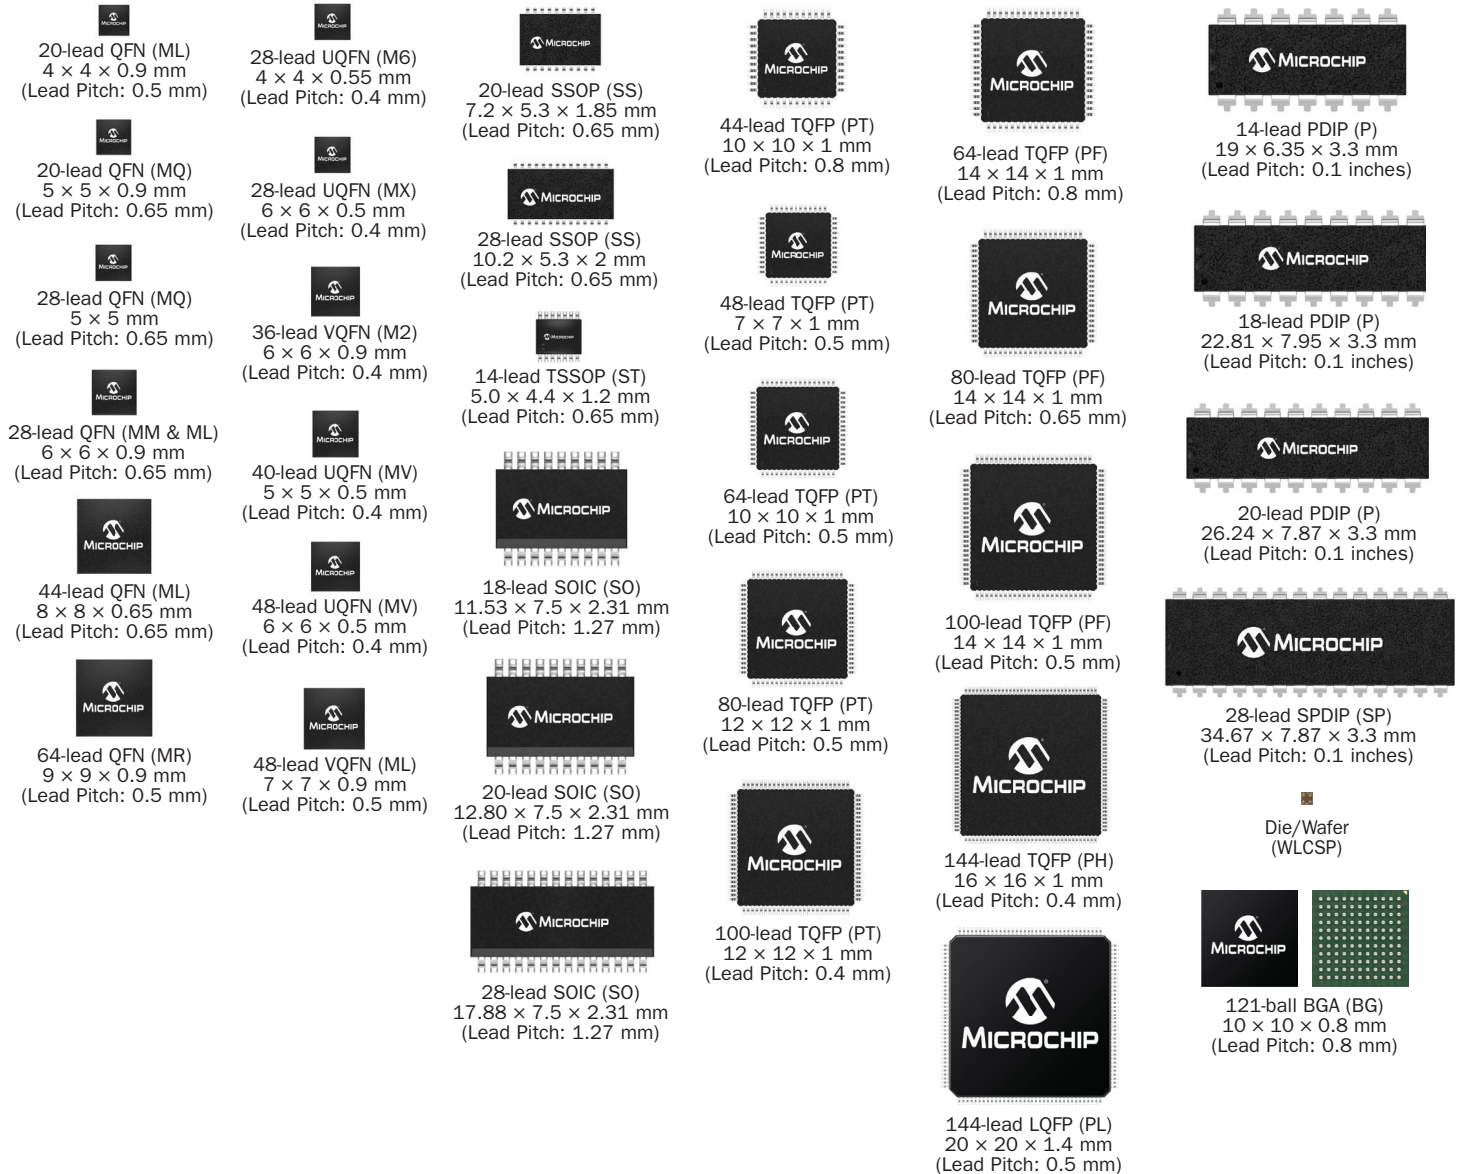 MICROCHIP
20-lead QFN (ML)
4 × 4 × 0.9 mm
(Lead Pitch: 0.5 mm)
MICROCHIP
20-lead QFN (MQ)
5 × 5 × 0.9 mm
(Lead Pitch: 0.65 mm)
MICROCHIP
28-lead QFN (MQ)
5 × 5 mm
(Lead Pitch: 0.65 mm)
MICROCHIP
28-lead QFN (MM & ML)
6 × 6 × 0.9 mm
(Lead Pitch: 0.65 mm)
MICROCHIP
44-lead QFN (ML)
8 × 8 × 0.65 mm
(Lead Pitch: 0.65 mm)
MICROCHIP
64-lead QFN (MR)
9 × 9 × 0.9 mm
(Lead Pitch: 0.5 mm)
MICROCHIP
28-lead UQFN (M6)
4 × 4 × 0.55 mm
(Lead Pitch: 0.4 mm)
MICROCHIP
28-lead UQFN (MX)
6 × 6 × 0.5 mm
(Lead Pitch: 0.4 mm)
MICROCHIP
36-lead VQFN (M2)
6 × 6 × 0.9 mm
(Lead Pitch: 0.4 mm)
MICROCHIP
40-lead UQFN (MV)
5 × 5 × 0.5 mm
(Lead Pitch: 0.4 mm)
MICROCHIP
48-lead UQFN (MV)
6 × 6 × 0.5 mm
(Lead Pitch: 0.4 mm)
MICROCHIP
48-lead VQFN (ML)
7 × 7 × 0.9 mm
(Lead Pitch: 0.5 mm)
MICROCHIP
20-lead SSOP (SS)
7.2 × 5.3 × 1.85 mm
(Lead Pitch: 0.65 mm)
MICROCHIP
28-lead SSOP (SS)
10.2 × 5.3 × 2 mm
(Lead Pitch: 0.65 mm)
MICROCHIP
14-lead TSSOP (ST)
5.0 × 4.4 × 1.2 mm
(Lead Pitch: 0.65 mm)
MICROCHIP
18-lead SOIC (SO)
11.53 × 7.5 × 2.31 mm
(Lead Pitch: 1.27 mm)
MICROCHIP
20-lead SOIC (SO)
12.80 × 7.5 × 2.31 mm
(Lead Pitch: 1.27 mm)
MICROCHIP
28-lead SOIC (SO)
17.88 × 7.5 × 2.31 mm
(Lead Pitch: 1.27 mm)
MICROCHIP
44-lead TQFP (PT)
10 × 10 × 1 mm
(Lead Pitch: 0.8 mm)
MICROCHIP
48-lead TQFP (PT)
7 × 7 × 1 mm
(Lead Pitch: 0.5 mm)
MICROCHIP
64-lead TQFP (PT)
10 × 10 × 1 mm
(Lead Pitch: 0.5 mm)
MICROCHIP
80-lead TQFP (PT)
12 × 12 × 1 mm
(Lead Pitch: 0.5 mm)
MICROCHIP
100-lead TQFP (PT)
12 × 12 × 1 mm
(Lead Pitch: 0.4 mm)
MICROCHIP
64-lead TQFP (PF)
14 × 14 × 1 mm
(Lead Pitch: 0.8 mm)
MICROCHIP
80-lead TQFP (PF)
14 × 14 × 1 mm
(Lead Pitch: 0.65 mm)
MICROCHIP
100-lead TQFP (PF)
14 × 14 × 1 mm
(Lead Pitch: 0.5 mm)
MICROCHIP
144-lead TQFP (PH)
16 × 16 × 1 mm
(Lead Pitch: 0.4 mm)
MICROCHIP
144-lead LQFP (PL)
20 × 20 × 1.4 mm
(Lead Pitch: 0.5 mm)
MICROCHIP
14-lead PDIP (P)
19 × 6.35 × 3.3 mm
(Lead Pitch: 0.1 inches)
MICROCHIP
18-lead PDIP (P)
22.81 × 7.95 × 3.3 mm
(Lead Pitch: 0.1 inches)
MICROCHIP
20-lead PDIP (P)
26.24 × 7.87 × 3.3 mm
(Lead Pitch: 0.1 inches)
MICROCHIP
28-lead SPDIP (SP)
34.67 × 7.87 × 3.3 mm
(Lead Pitch: 0.1 inches)
Die/Wafer
(WLCSP)
MICROCHIP
121-ball BGA (BG)
10 × 10 × 0.8 mm
(Lead Pitch: 0.8 mm)